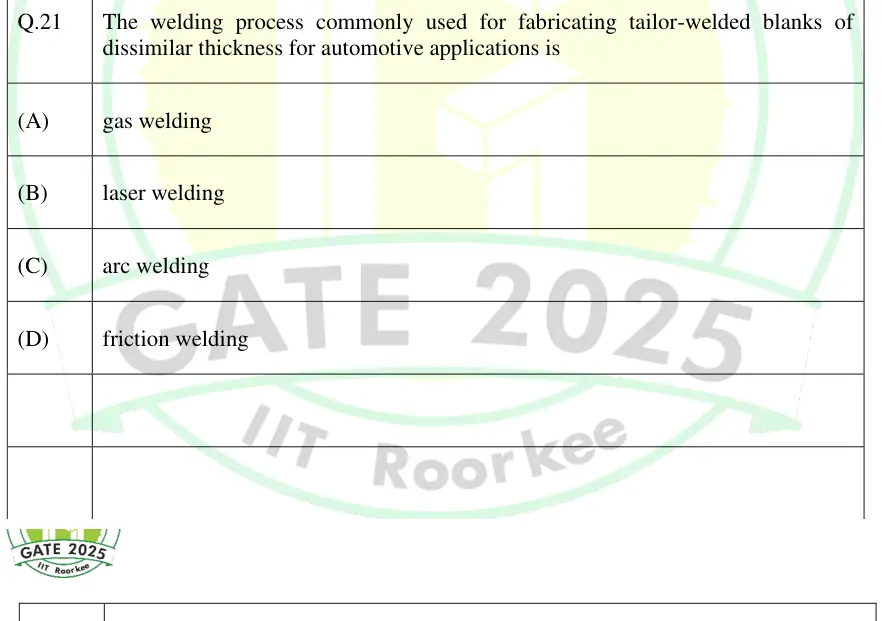 Q.21 The welding process commonly used for fabricating tailor-welded blanks of
dissimilar thickness for automotive applications is
(A) gas welding
(B) laser welding
(C) arc welding
(D) friction welding
GATE 2025
IIT Roorkee
GATE 2025
IIT Roorkee